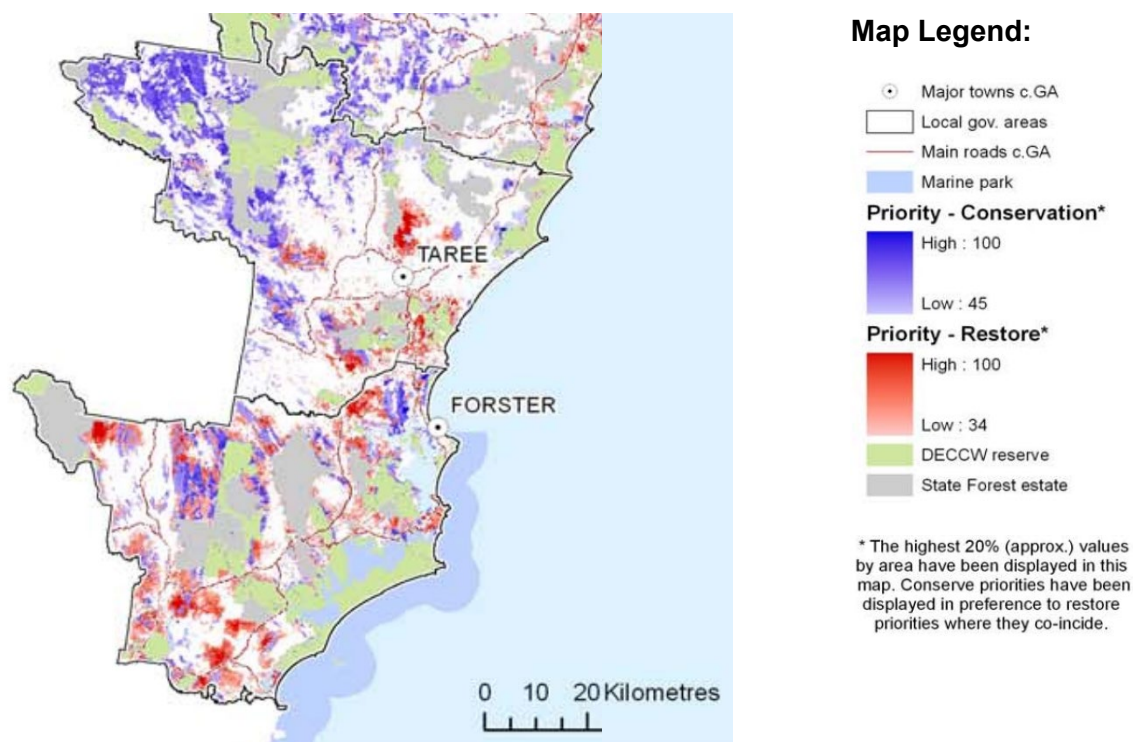 TAREE
FORSTER
0 10 20 Kilometres
Map Legend:
Major towns c.GA
Local gov. areas
Main roads c.GA
Marine park
Priority - Conservation*
High : 100
Low : 45
Priority - Restore*
High : 100
Low : 34
DECCW reserve
State Forest estate
* The highest 20% (approx.) values
by area have been displayed in this
map. Conserve priorities have been
displayed in preference to restore
priorities where they co-incide.